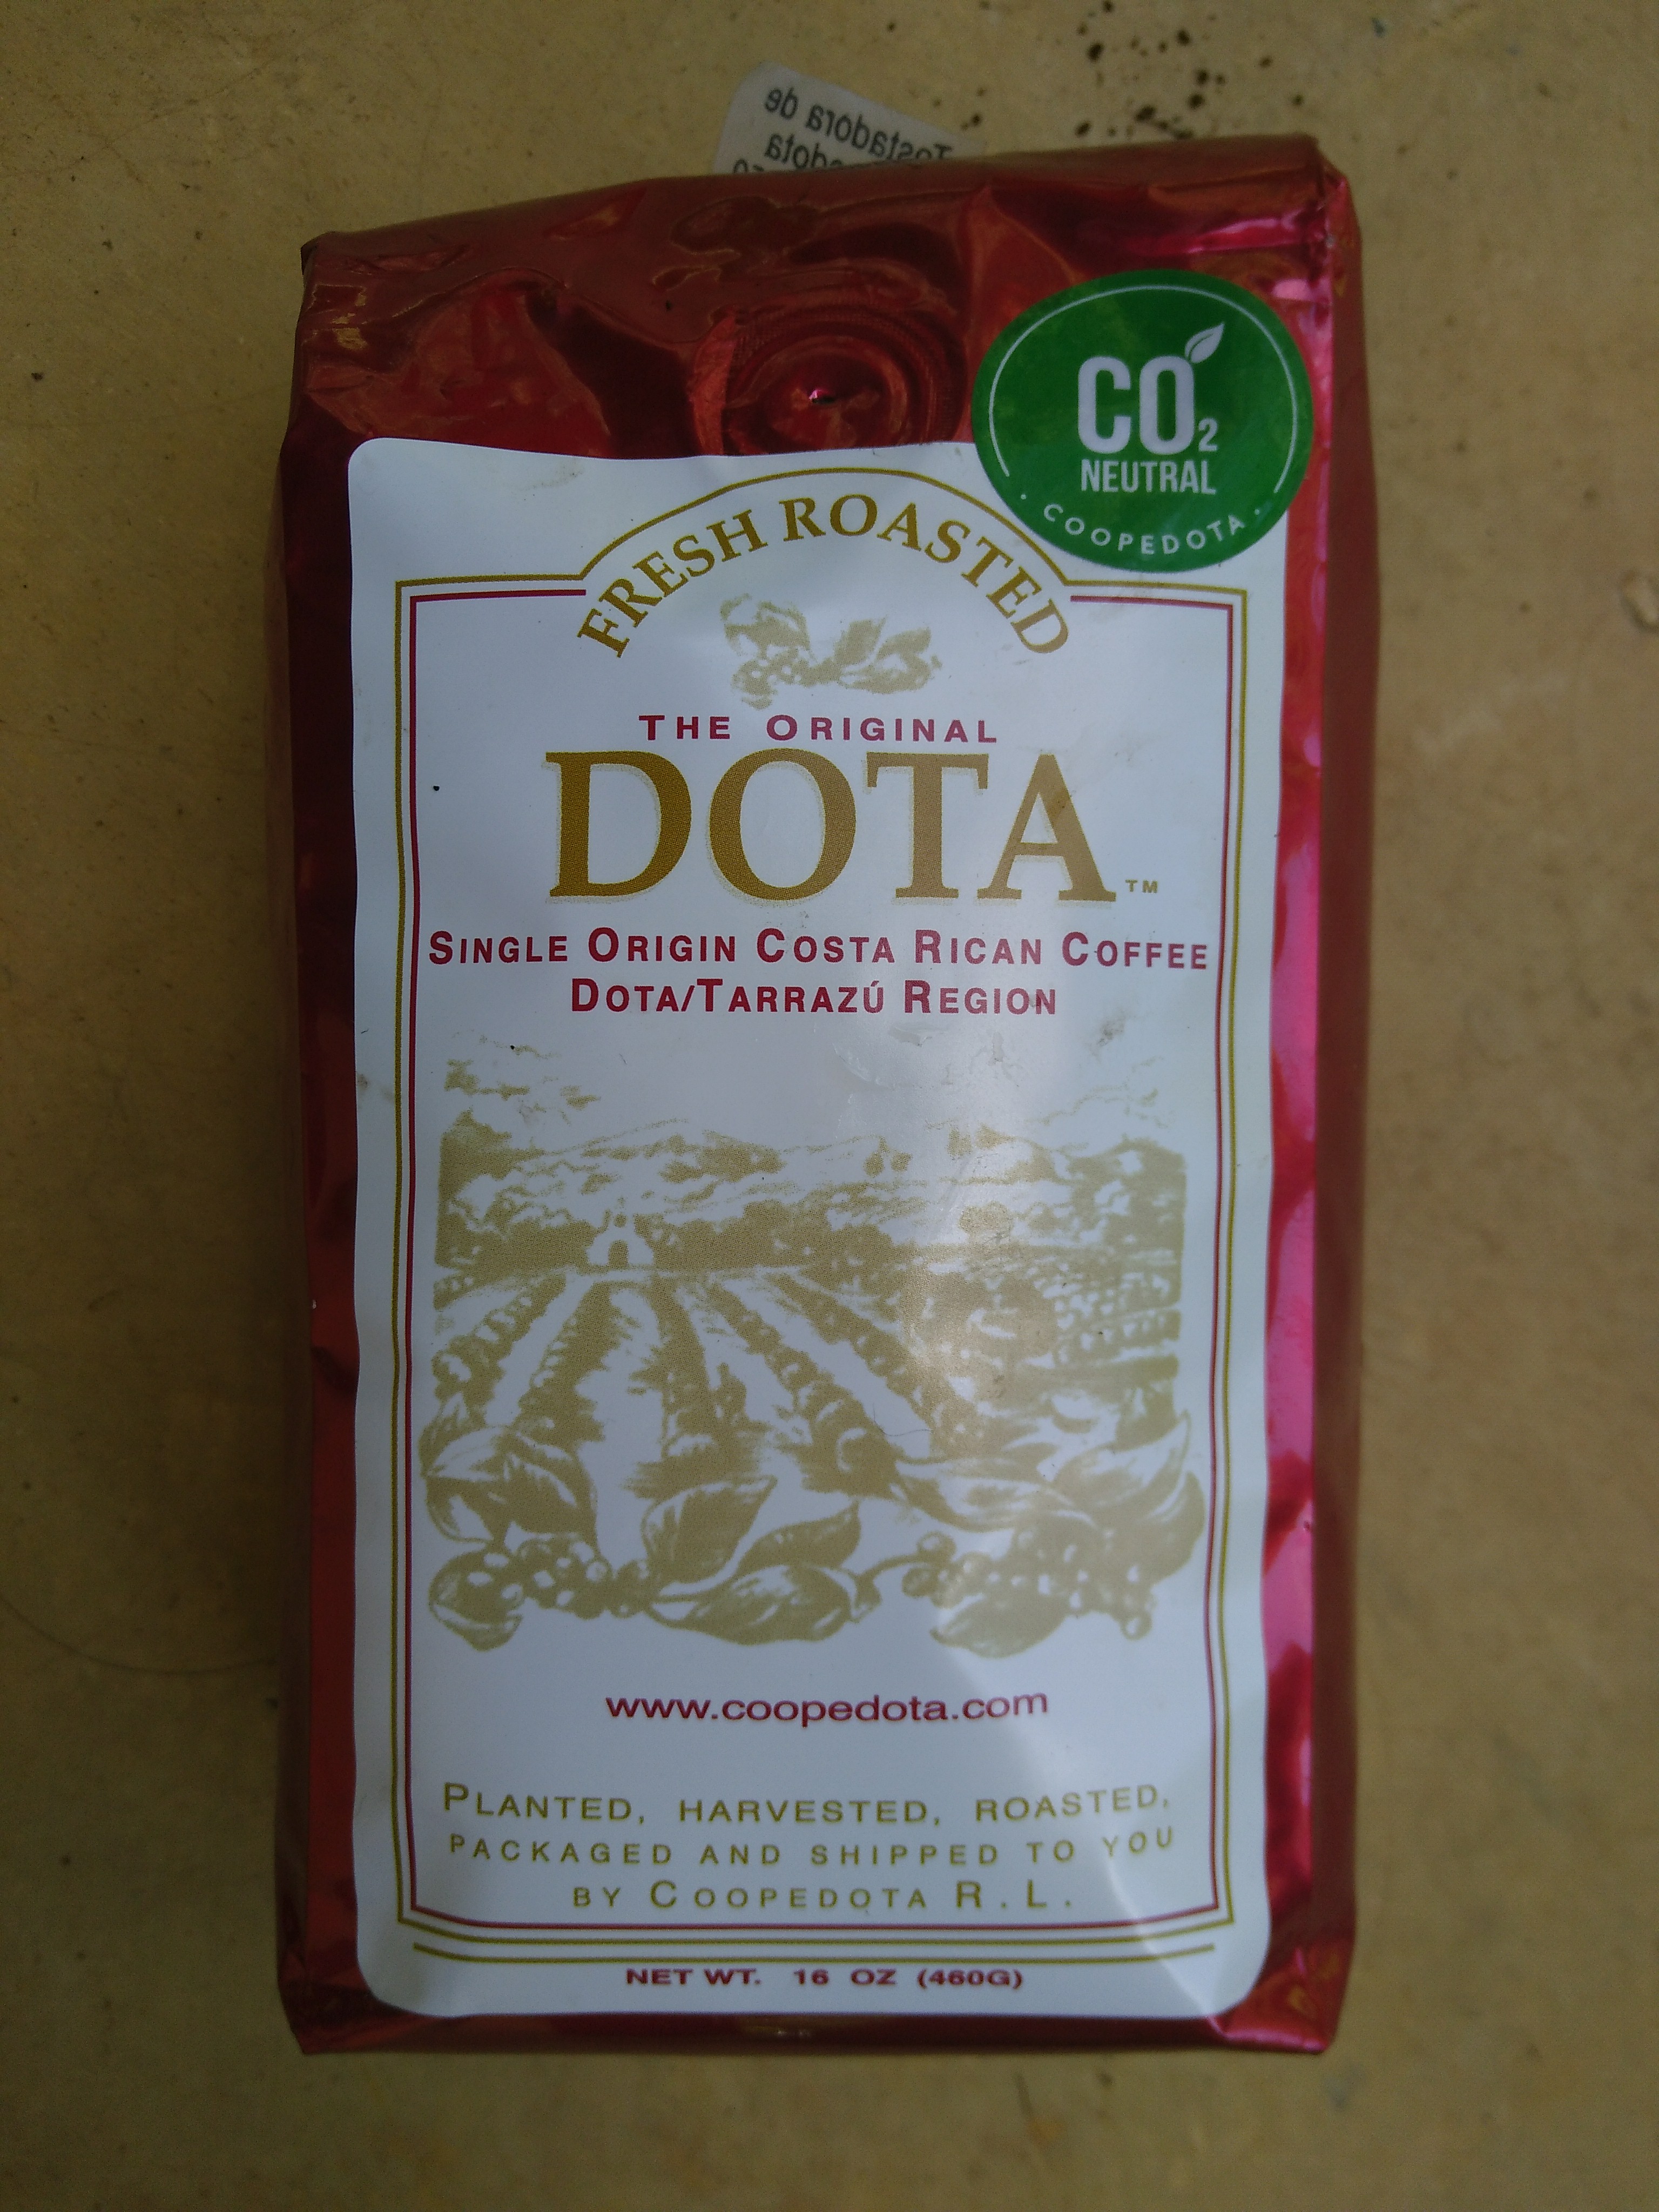 Tostadora de
CO2
NEUTRAL
COOPEDOTA
FRESH ROASTED
THE ORIGINAL
DOTA™
SINGLE ORIGIN COSTA RICAN COFFEE
DOTA/TARRAZÚ REGION
www.coopedota.com
PLANTED, HARVESTED, ROASTED,
PACKAGED AND SHIPPED TO YOU
BY COOPEDOTA R.L.
NET WT. 16 OZ (460G)